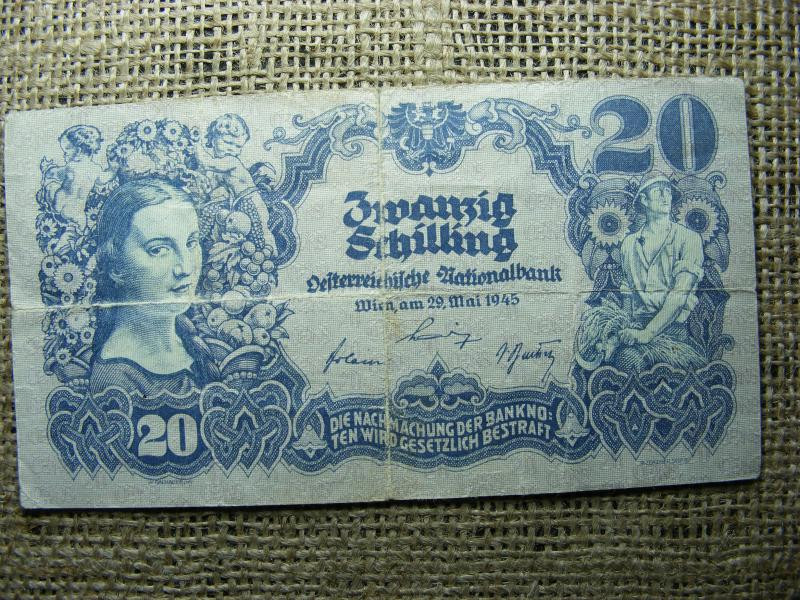 20
Zwanzig
Schilling
Oesterreichische Nationalbank
Wien, am 29. Mai 1945
DIE NACHMACHUNG DER BANKNO:
TEN WIRD GESETZLICH BESTRAFT
20